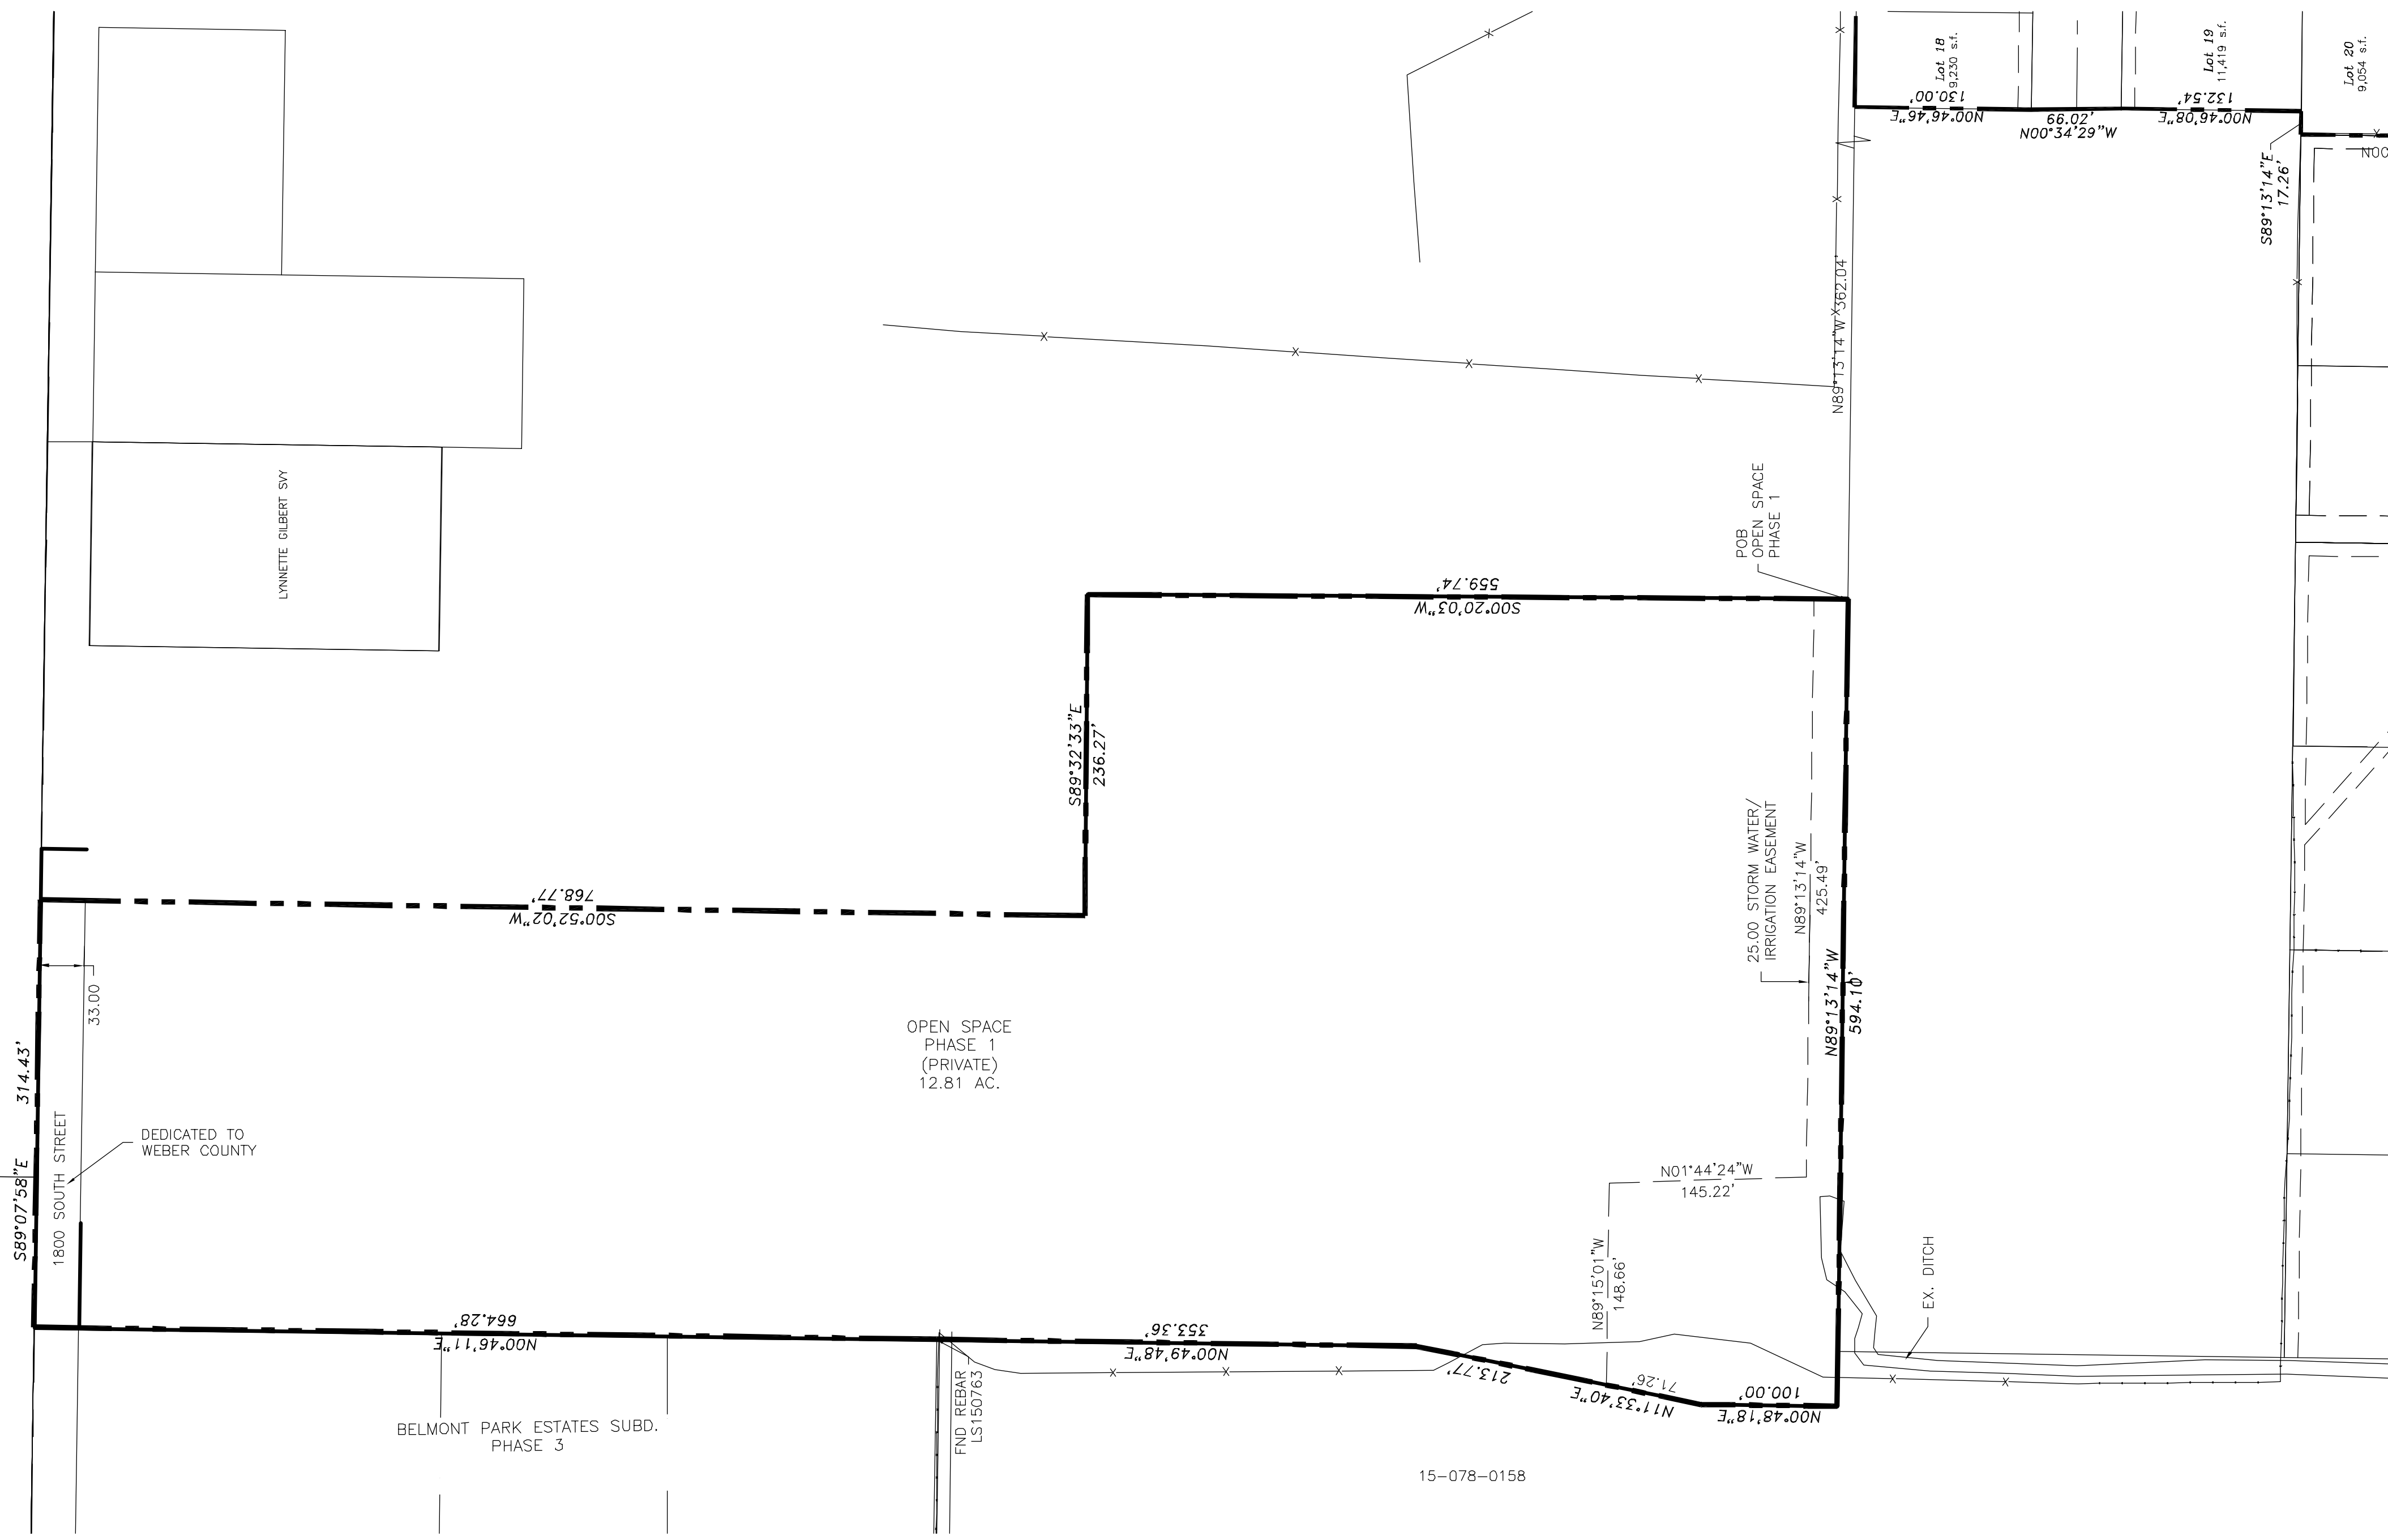 Lot 18
9,230 s.f.
Lot 19
11,419 s.f.
Lot 20
9,054 s.f.
130.00'
N00°46'46"E
66.02'
N00°34'29"W
132.54'
N00°46'08"E
S89°13'14"E
17.26'
N00
N89°13'14"W 362.04'
LYNNETTE GILBERT SVY
POB
OPEN SPACE
PHASE 1
559.74'
S00°20'03"W
S89°32'33"E
236.27'
768.77'
S00°52'02"W
25.00 STORM WATER/
IRRIGATION EASEMENT
N89°13'14"W
425.49'
N89°13'14"W
594.10'
33.00
OPEN SPACE
PHASE 1
(PRIVATE)
12.81 AC.
S89°07'58"E 314.43'
1800 SOUTH STREET
DEDICATED TO
WEBER COUNTY
N01°44'24"W
145.22'
N89°15'01"W
148.66'
EX. DITCH
664.28'
N00°46'11"E
353.36'
N00°49'48"E
213.77'
71.26'
N11°33'40"E
100.00'
N00°48'18"E
FND REBAR
LS150763
BELMONT PARK ESTATES SUBD.
PHASE 3
15-078-0158